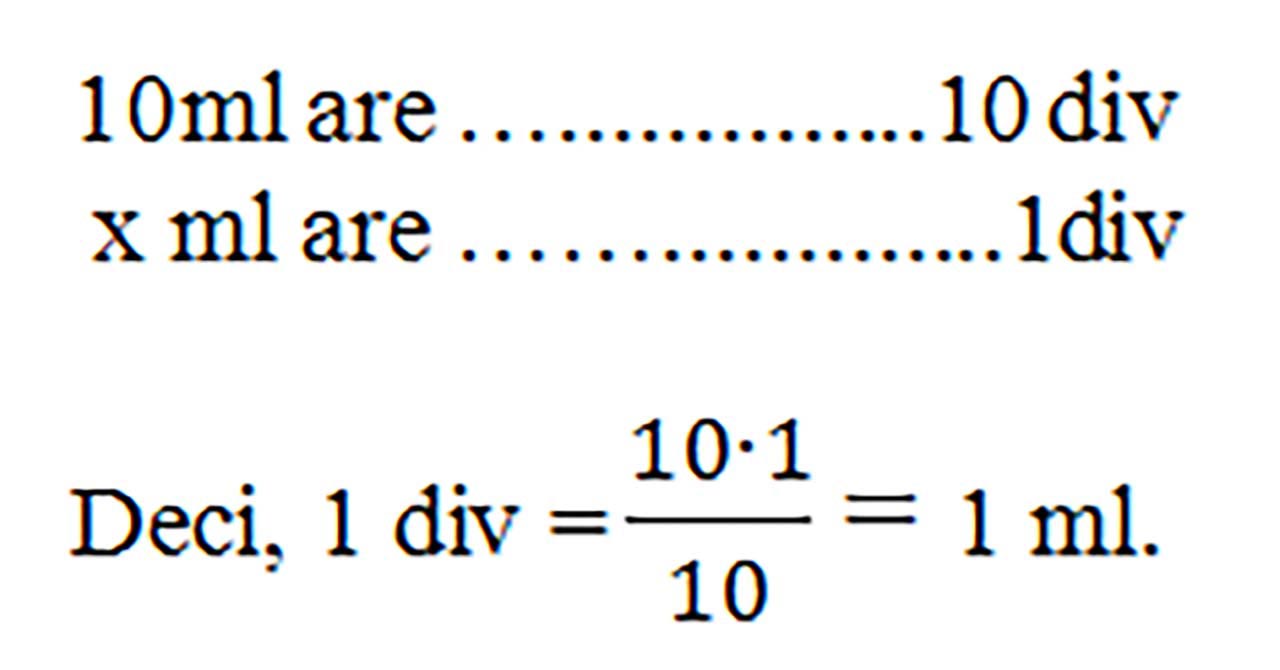 10ml are ....................10 div
x ml are ......................1div
Deci, 1 div = 10·1/10 = 1 ml.